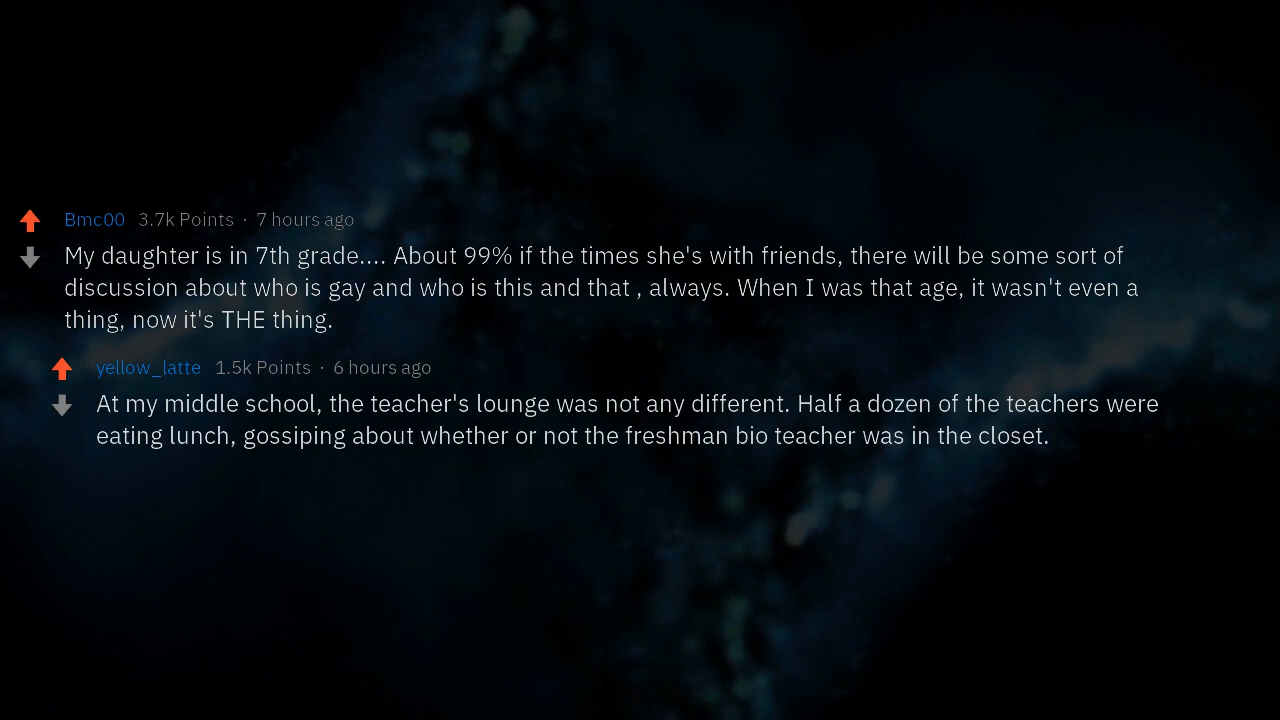 Bmc00 3.7k Points · 7 hours ago
My daughter is in 7th grade.... About 99% if the times she's with friends, there will be some sort of
discussion about who is gay and who is this and that , always. When I was that age, it wasn't even a
thing, now it's THE thing.
yellow_latte 1.5k Points · 6 hours ago
At my middle school, the teacher's lounge was not any different. Half a dozen of the teachers were
eating lunch, gossiping about whether or not the freshman bio teacher was in the closet.